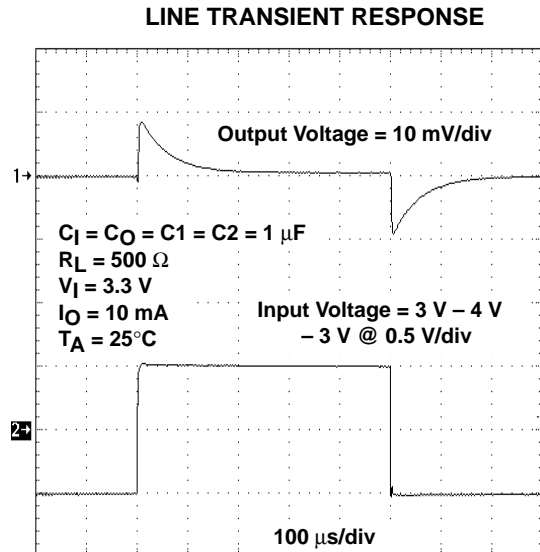 LINE TRANSIENT RESPONSE
Output Voltage = 10 mV/div
1→
CI = CO = C1 = C2 = 1 μF
RL = 500 Ω
VI = 3.3 V
IO = 10 mA
TA = 25°C
Input Voltage = 3 V – 4 V
– 3 V @ 0.5 V/div
2→
100 μs/div